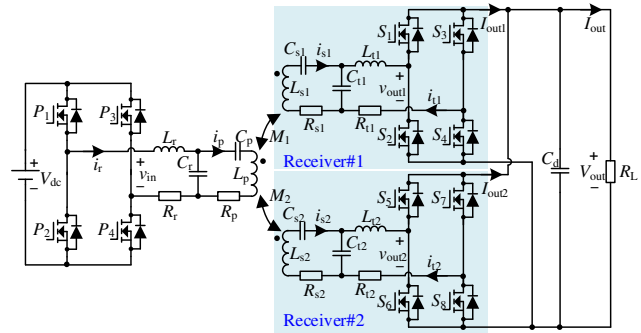 S1 S3 Iout1 Iout
Cs1 is1 Lt1
Ls1 Ct1 + vout1 −
it1
Rs1 Rt1 S2 S4
Receiver#1
P1 P3
Lr ip Cp M1
+ Vdc −
ir + vin − Cr Lp
P2 P4 Rr Rp M2
Cd + Vout − RL
S5 S7 Iout2
Cs2 is2 Lt2
Ls2 Ct2 + vout2 −
it2
Rs2 Rt2 S6 S8
Receiver#2